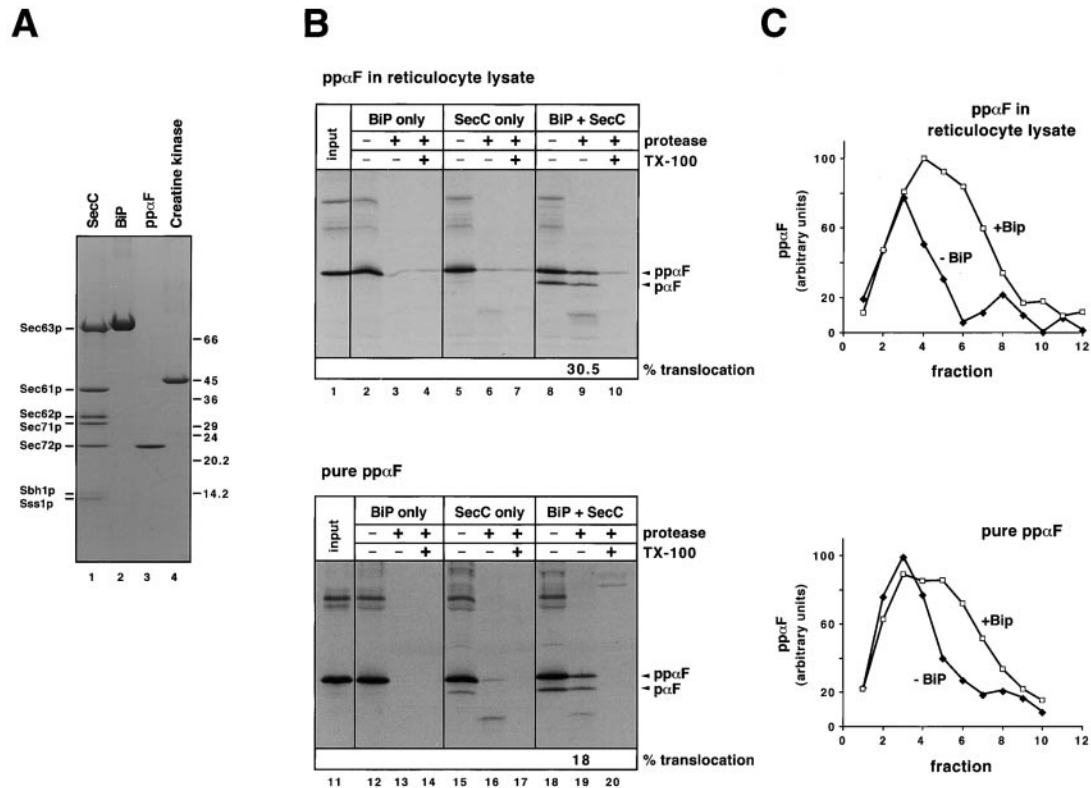 A
SecC
BiP
ppαF
Creatine kinase
Sec63p
Sec61p
Sec62p
Sec71p
Sec72p
Sbh1p
Sss1p
66
45
36
29
24
20.2
14.2
1 2 3 4
B
ppαF in reticulocyte lysate
input
BiP only SecC only BiP + SecC
− + + − + + − + + protease
− − + − − + − − + TX-100
ppαF
pαF
30.5 % translocation
1 2 3 4 5 6 7 8 9 10
pure ppαF
input
BiP only SecC only BiP + SecC
− + + − + + − + + protease
− − + − − + − − + TX-100
ppαF
pαF
18 % translocation
11 12 13 14 15 16 17 18 19 20
C
ppαF in
reticulocyte lysate
ppαF
(arbitrary units)
100
80
60
40
20
0
+Bip
- BiP
0 2 4 6 8 10 12
fraction
pure ppαF
ppαF
(arbitrary units)
100
80
60
40
20
0
+Bip
- BiP
0 2 4 6 8 10 12
fraction